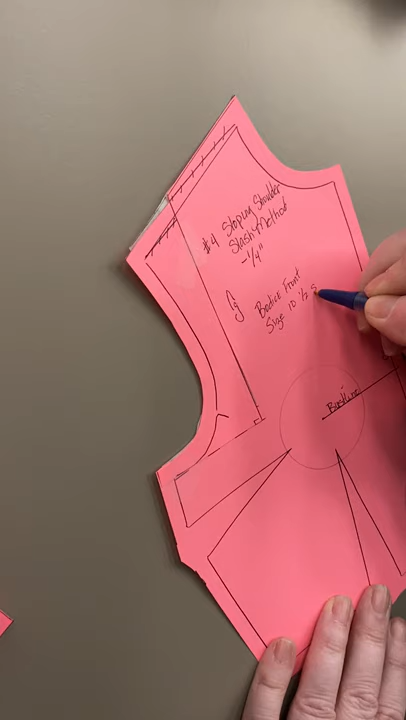 #4 Sloping Shoulder
Slash Method
-1/4"
Bodice Front
Size 10 1/2 S
Bustline